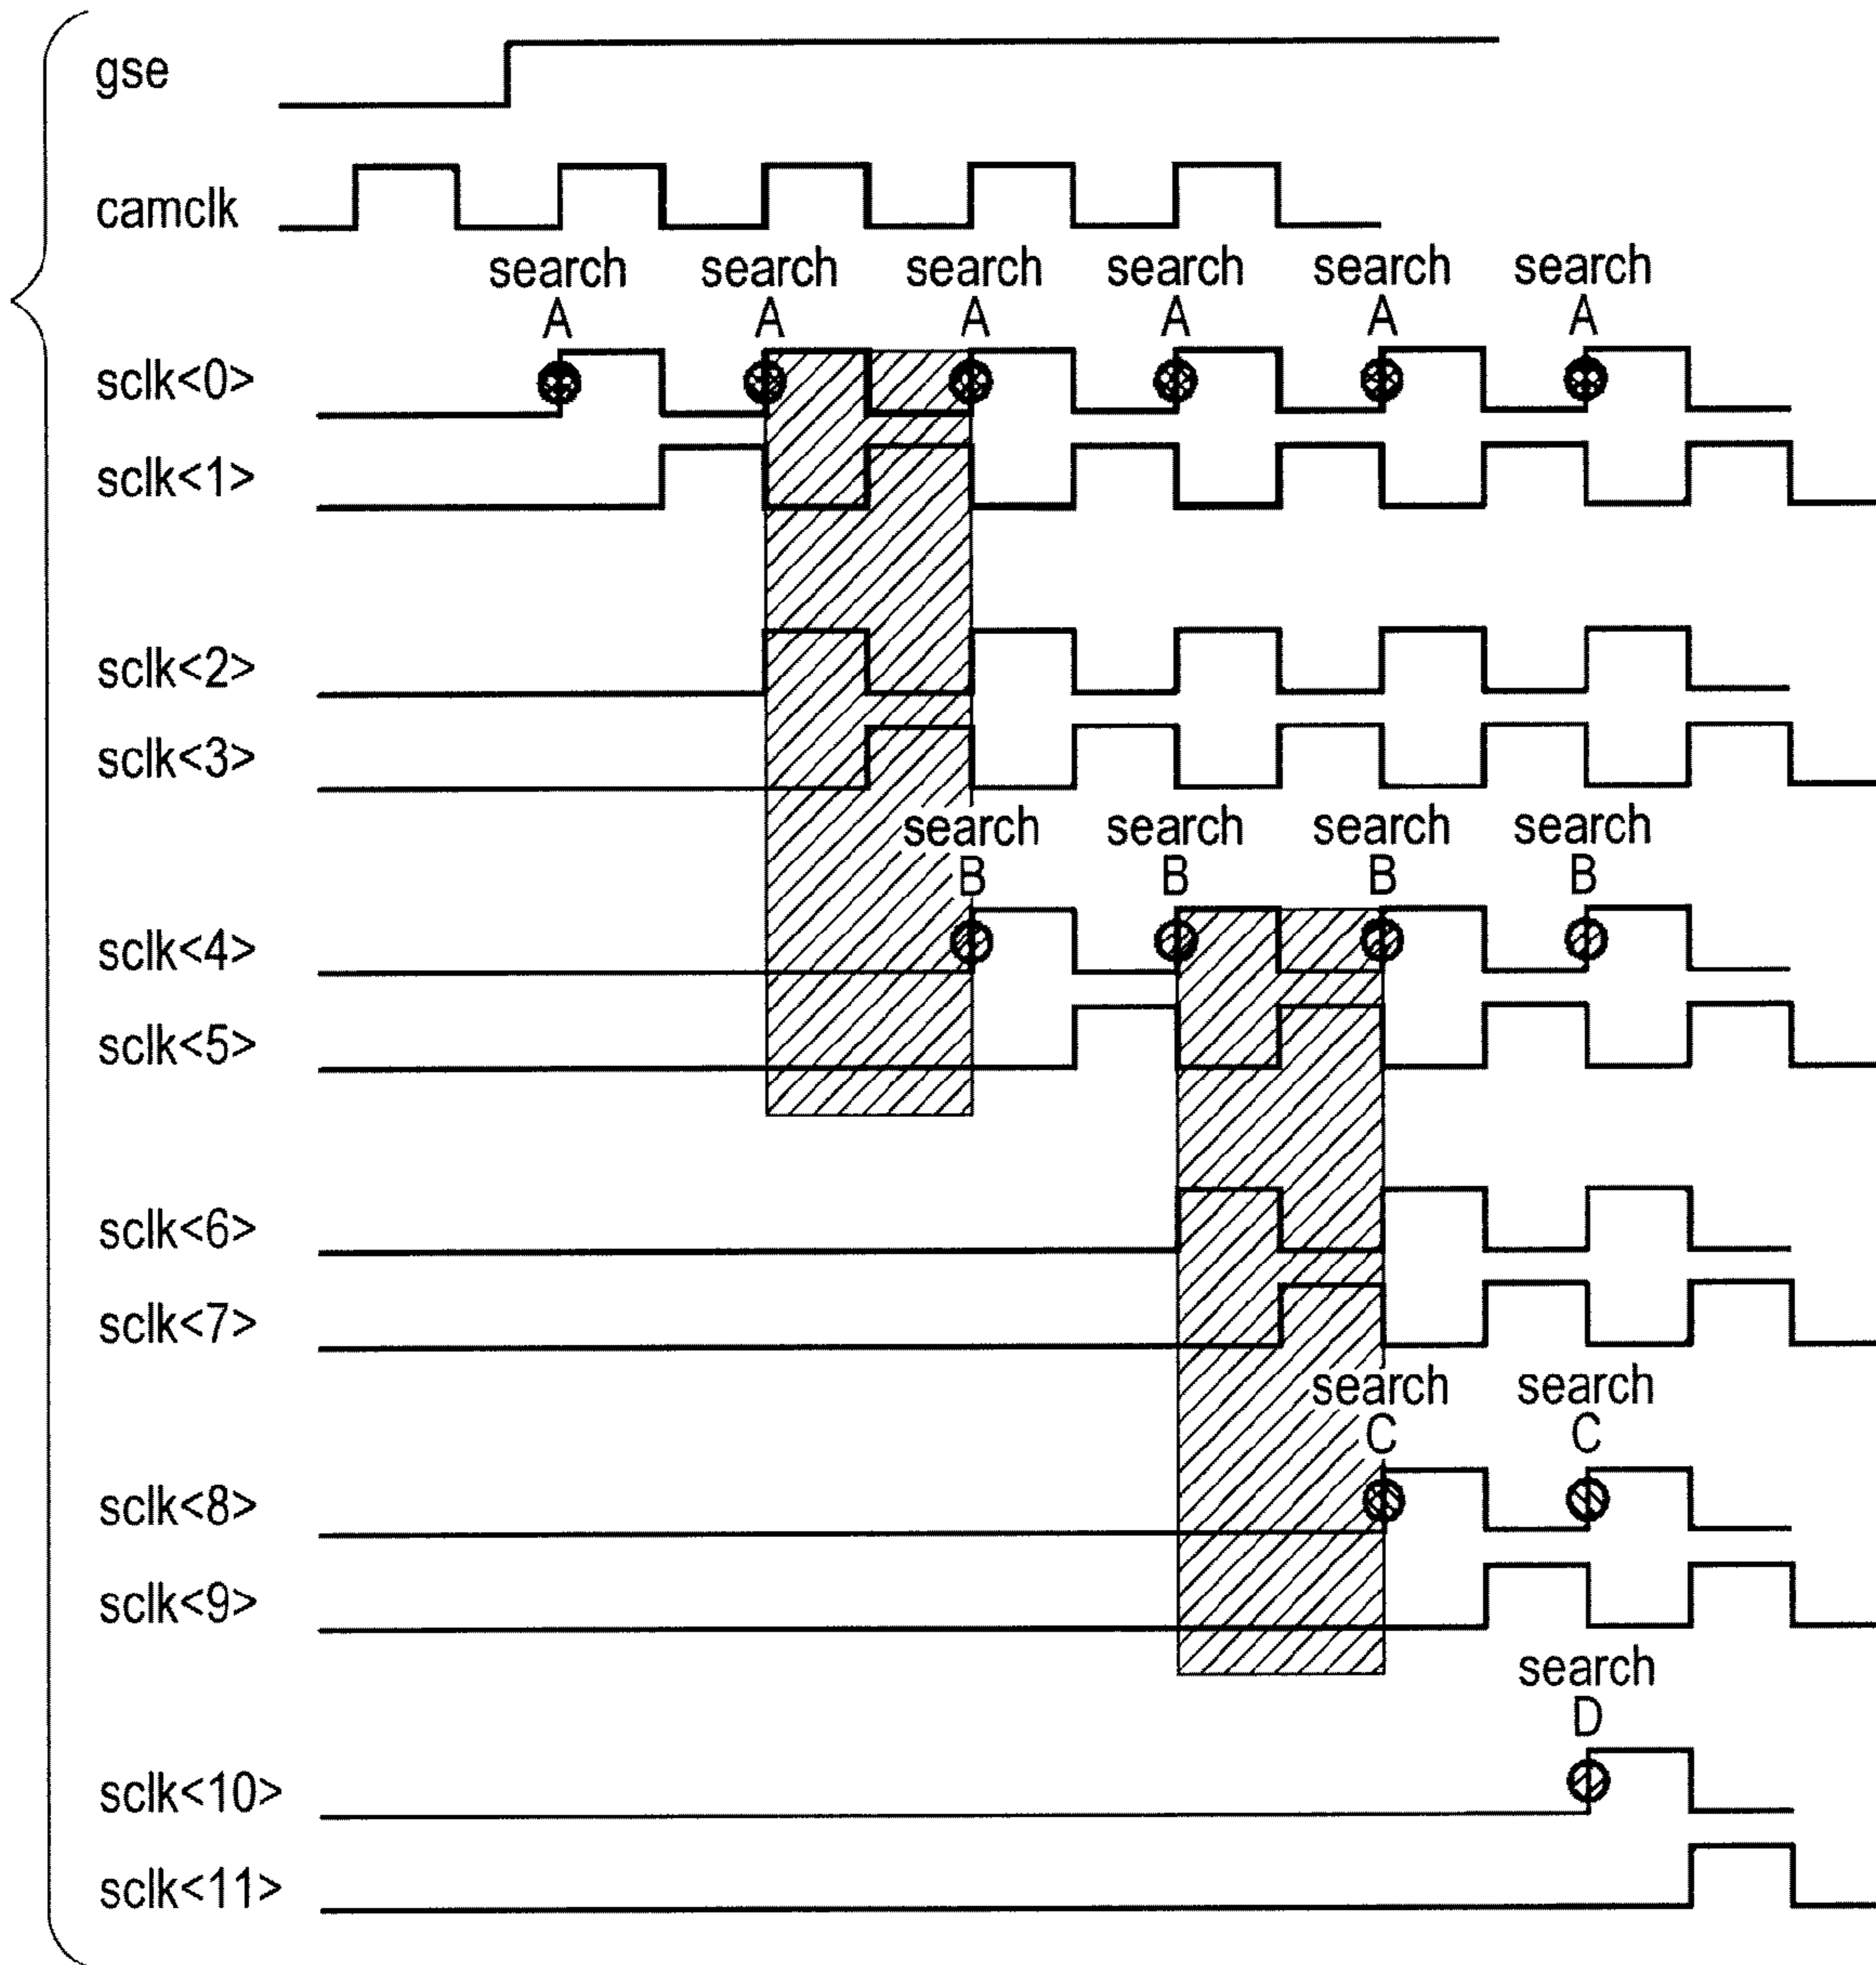 gse
camclk
search search search search search search
A A A A A A
sclk<0>
sclk<1>
sclk<2>
sclk<3>
search search search search
B B B B
sclk<4>
sclk<5>
sclk<6>
sclk<7>
search search
C C
sclk<8>
sclk<9>
search
D
sclk<10>
sclk<11>